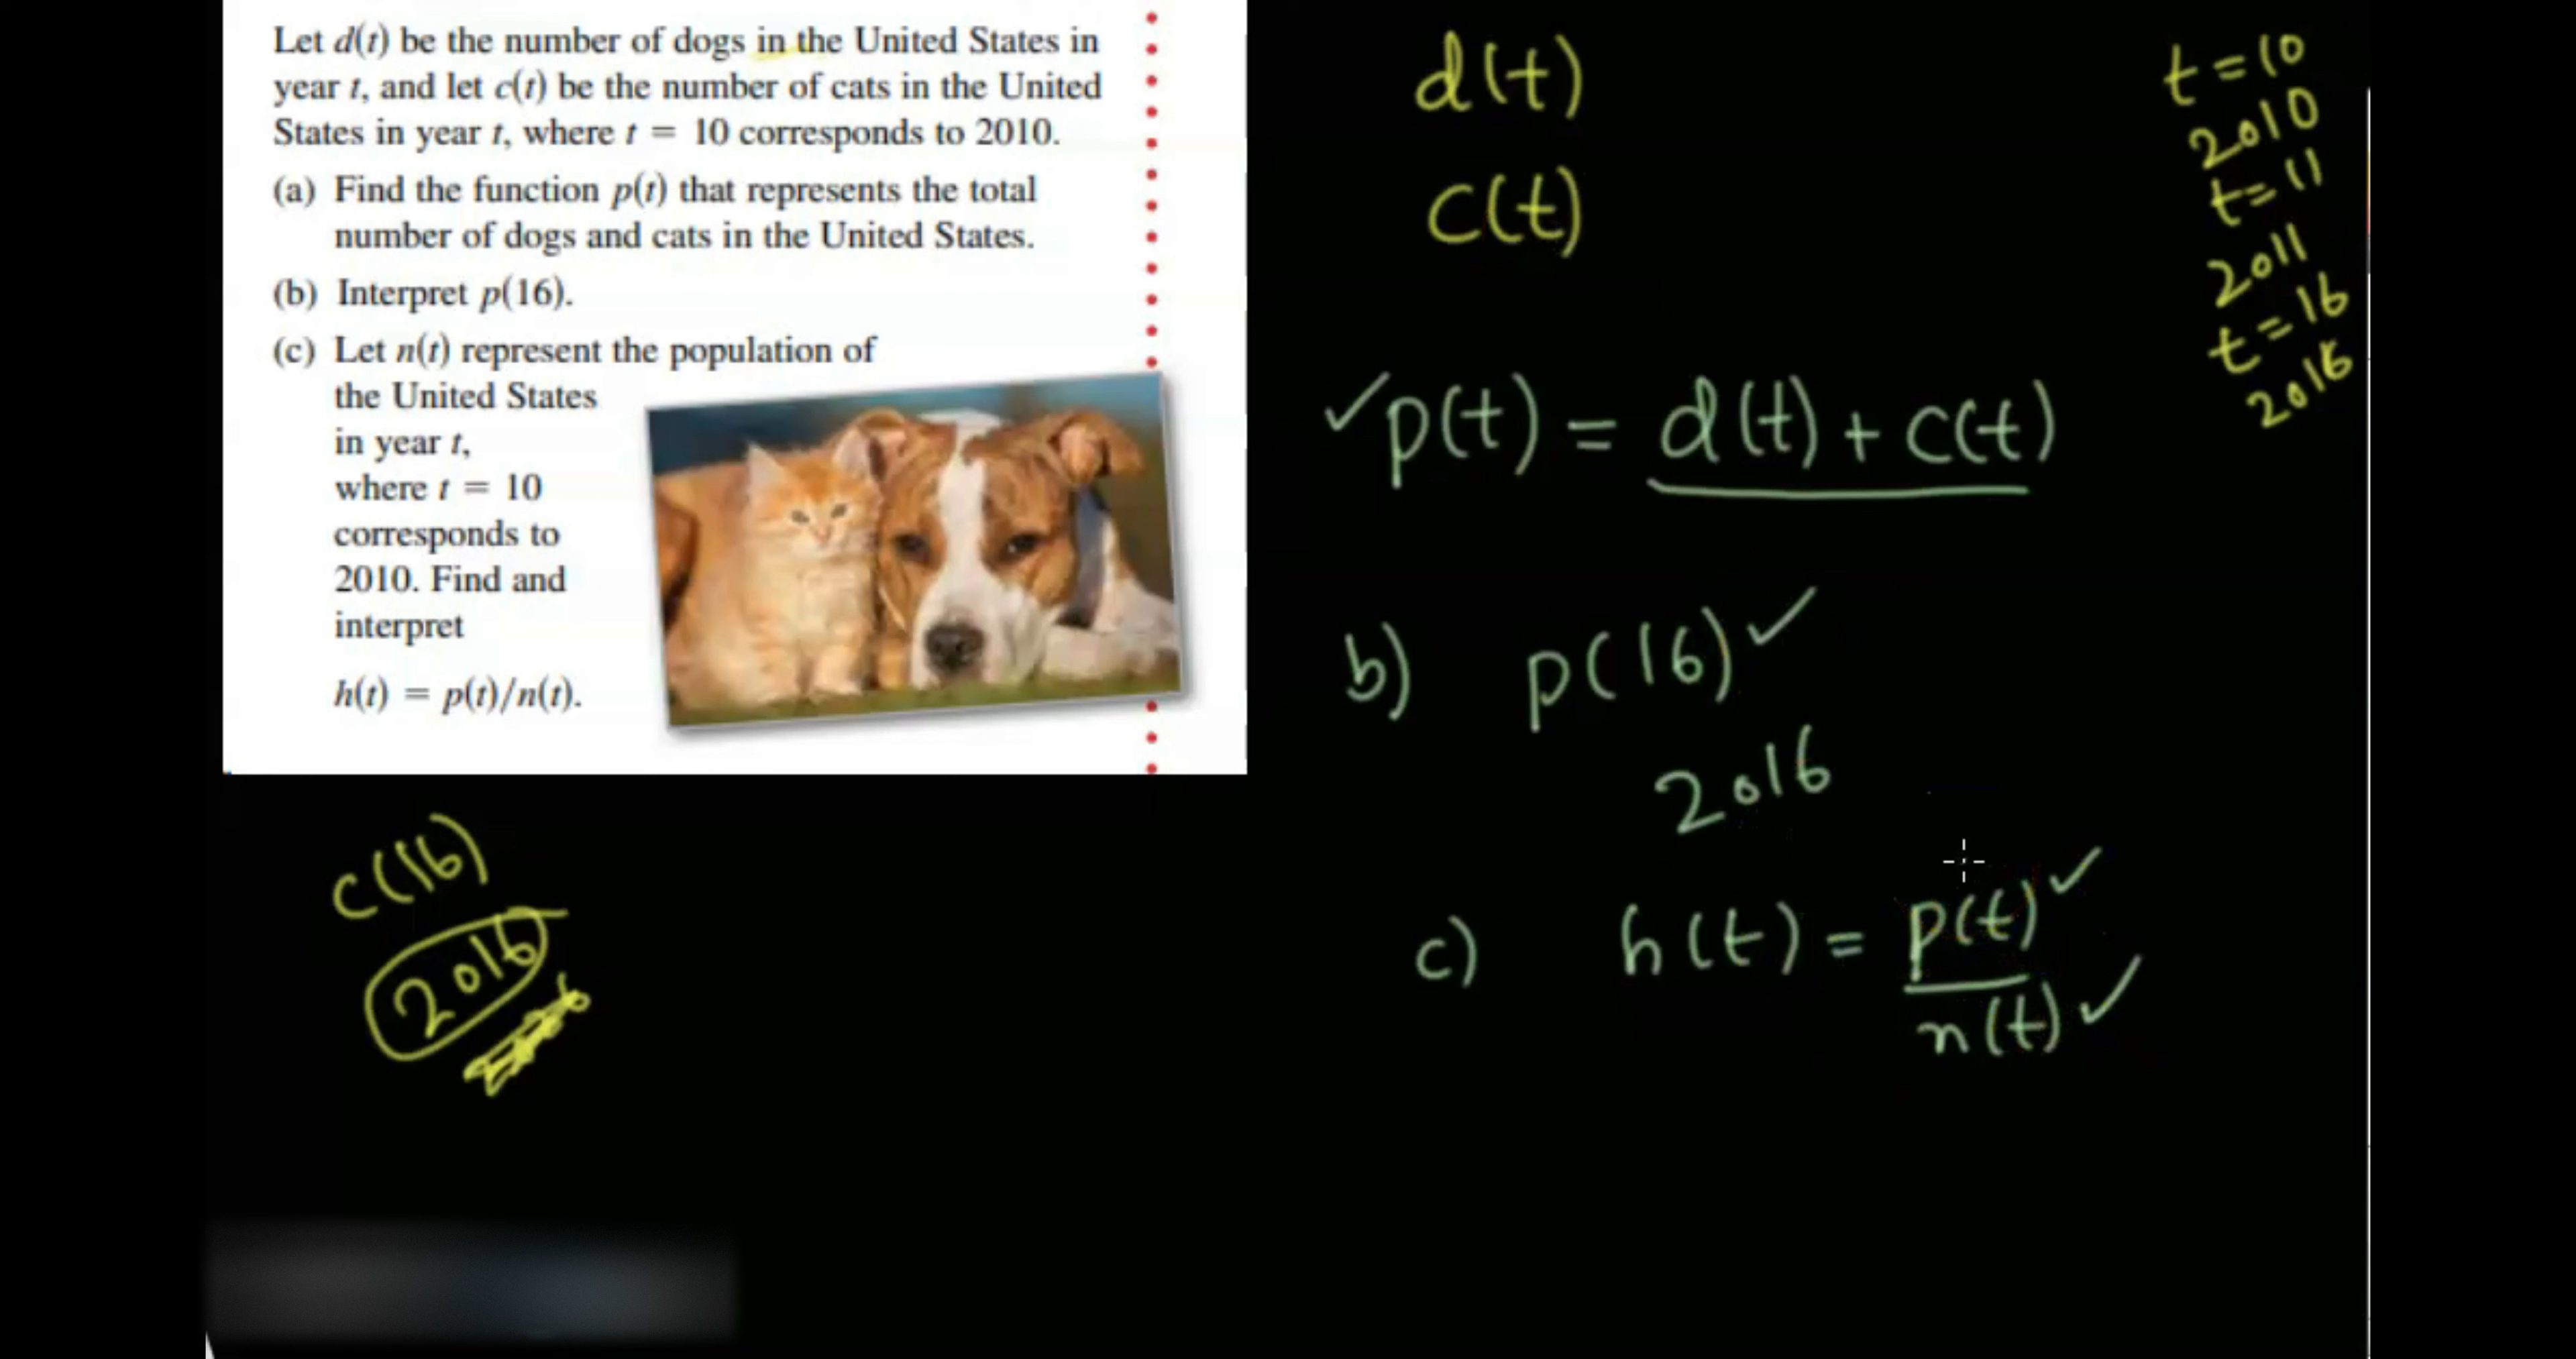 Let d(t) be the number of dogs in the United States in
year t, and let c(t) be the number of cats in the United
States in year t, where t = 10 corresponds to 2010.
(a) Find the function p(t) that represents the total
number of dogs and cats in the United States.
(b) Interpret p(16).
(c) Let n(t) represent the population of
the United States
in year t,
where t = 10
corresponds to
2010. Find and
interpret
h(t) = p(t)/n(t).
c(16)
2016
d(t)
c(t)
p(t) = d(t) + c(t)
b) p(16)
2016
c) h(t) = p(t)
n(t)
t=10
2010
t=11
2011
t=16
2016